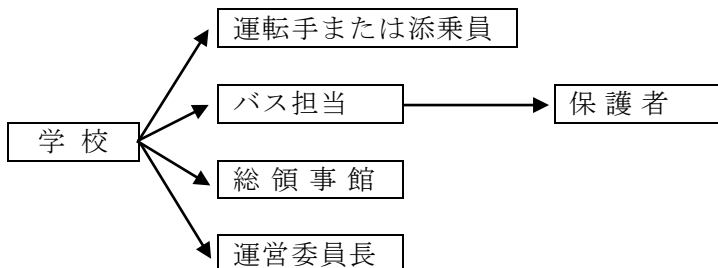 運転手または添乗員
バス担当
保護者
学校
総領事館
運営委員長